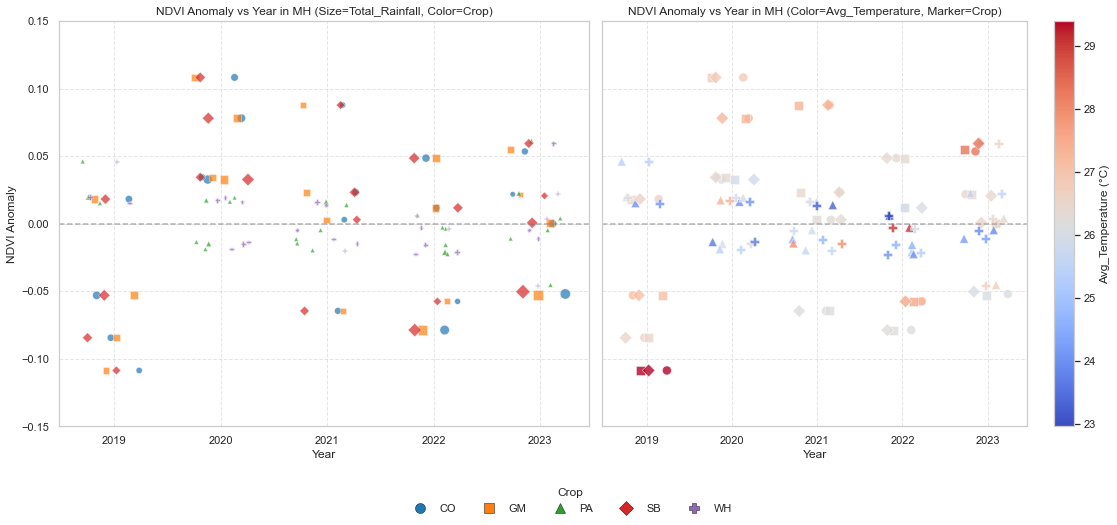 NDVI Anomaly vs Year in MH (Size=Total_Rainfall, Color=Crop)
NDVI Anomaly vs Year in MH (Color=Avg_Temperature, Marker=Crop)
0.15
0.10
0.05
0.00
−0.05
−0.10
−0.15
NDVI Anomaly
2019 2020 2021 2022 2023
Year
2019 2020 2021 2022 2023
Year
29
28
27
26
25
24
23
Avg_Temperature (°C)
Crop
CO GM PA SB WH